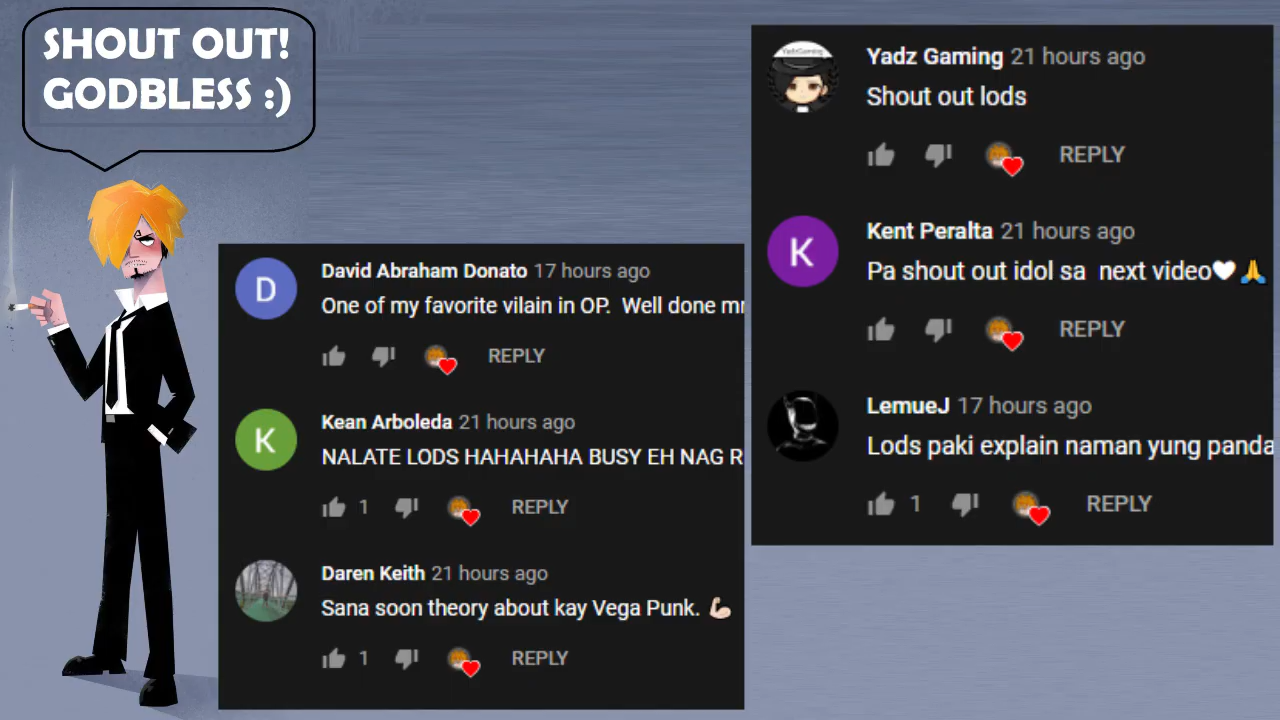 SHOUT OUT!
GODBLESS :)
David Abraham Donato 17 hours ago
One of my favorite vilain in OP. Well done
REPLY
D
Kean Arboleda 21 hours ago
NALATE LODS HAHAHAHA BUSY EH NAG R
K
1 REPLY
Daren Keith 21 hours ago
Sana soon theory about kay Vega Punk. 💪🏻
1 REPLY
Yadz Gaming 21 hours ago
Shout out lods
REPLY
Kent Peralta 21 hours ago
Pa shout out idol sa next video🤍🙏
K
REPLY
LemueJ 17 hours ago
Lods paki explain naman yung panda
1 REPLY